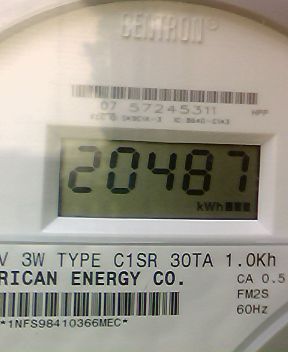 CENTRON®
07 57245311 HPP
20487
kWh
V 3W TYPE C1SR 30TA 1.0Kh
RICAN ENERGY CO. CA 0.5
FM2S
60Hz
*1NFS98410366MEC*